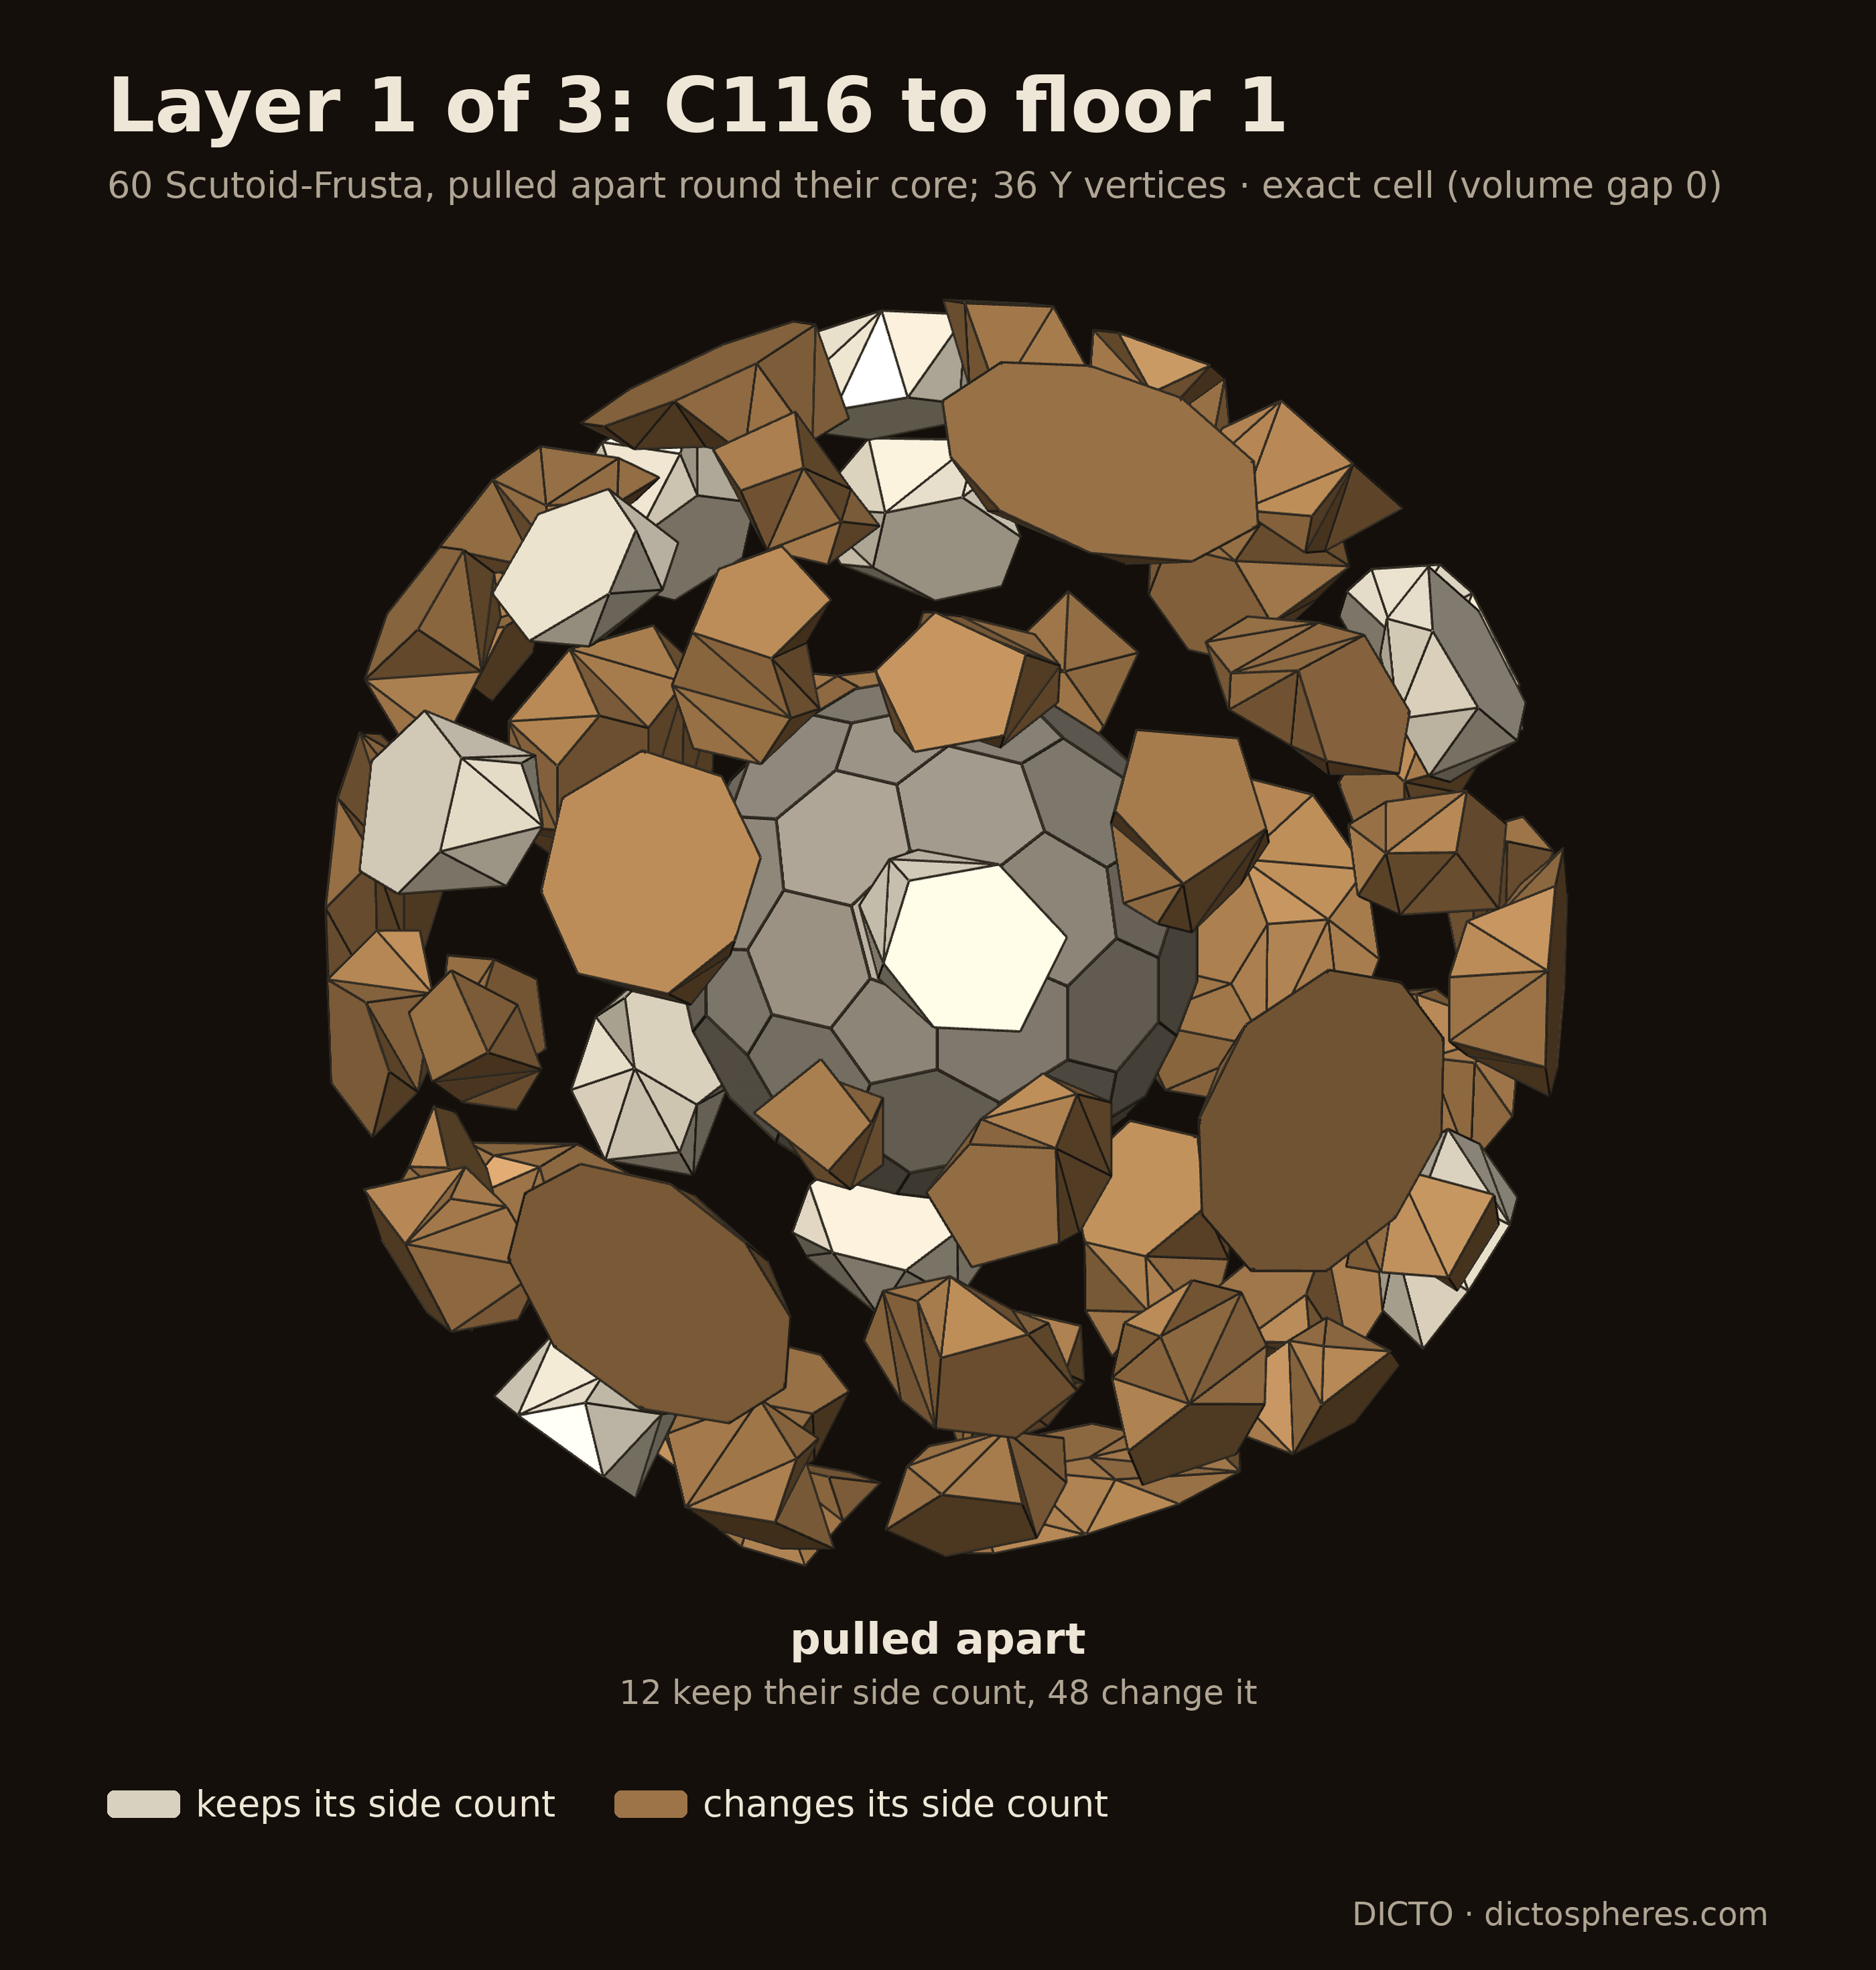 Layer 1 of 3: C116 to floor 1
60 Scutoid-Frusta, pulled apart round their core; 36 Y vertices · exact cell (volume gap 0)
pulled apart
12 keep their side count, 48 change it
keeps its side count
changes its side count
DICTO · dictospheres.com